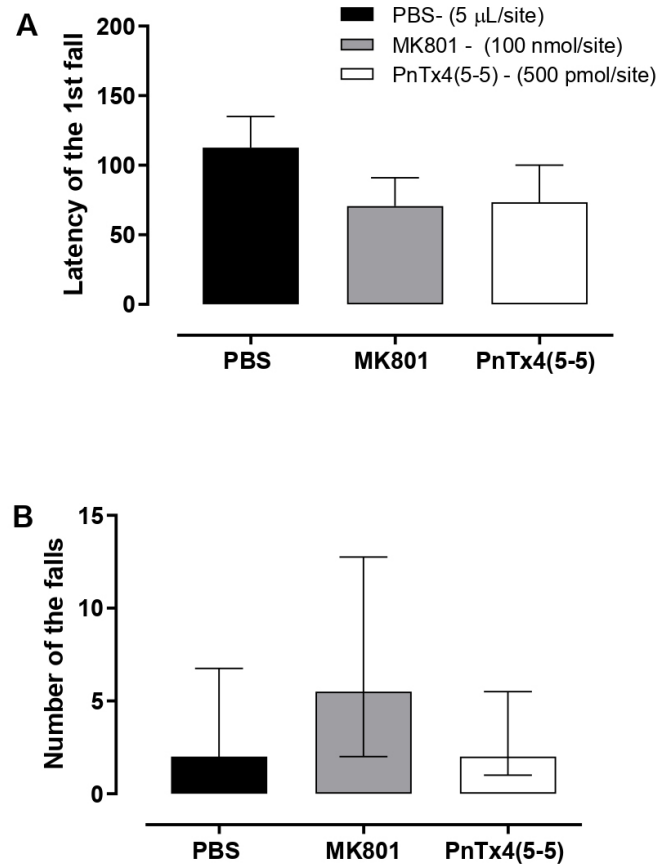 A
PBS- (5 µL/site)
MK801 - (100 nmol/site)
PnTx4(5-5) - (500 pmol/site)
Latency of the 1st fall
200
150
100
50
0
PBS MK801 PnTx4(5-5)
B
Number of the falls
15
10
5
0
PBS MK801 PnTx4(5-5)